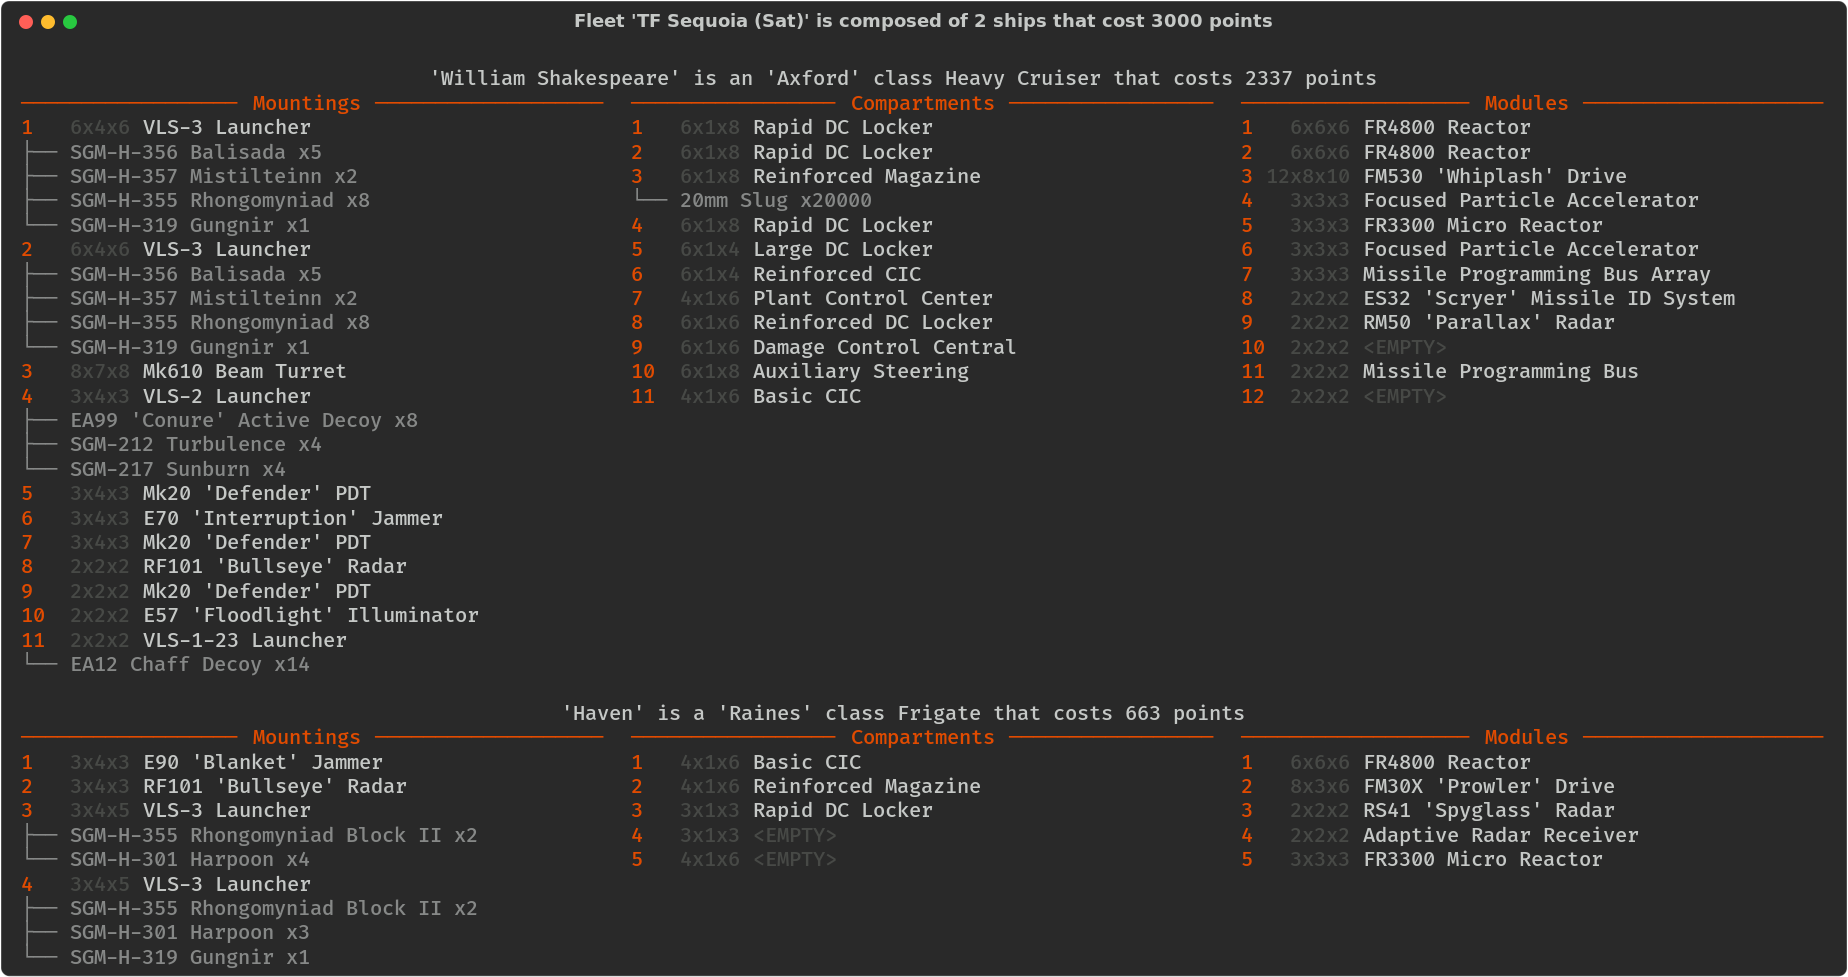 Fleet 'TF Sequoia (Sat)' is composed of 2 ships that cost 3000 points
'William Shakespeare' is an 'Axford' class Heavy Cruiser that costs 2337 points
Mountings
1 6x4x6 VLS-3 Launcher
SGM-H-356 Balisada x5
SGM-H-357 Mistilteinn x2
SGM-H-355 Rhongomyniad x8
SGM-H-319 Gungnir x1
2 6x4x6 VLS-3 Launcher
SGM-H-356 Balisada x5
SGM-H-357 Mistilteinn x2
SGM-H-355 Rhongomyniad x8
SGM-H-319 Gungnir x1
3 8x7x8 Mk610 Beam Turret
4 3x4x3 VLS-2 Launcher
EA99 'Conure' Active Decoy x8
SGM-212 Turbulence x4
SGM-217 Sunburn x4
5 3x4x3 Mk20 'Defender' PDT
6 3x4x3 E70 'Interruption' Jammer
7 3x4x3 Mk20 'Defender' PDT
8 2x2x2 RF101 'Bullseye' Radar
9 2x2x2 Mk20 'Defender' PDT
10 2x2x2 E57 'Floodlight' Illuminator
11 2x2x2 VLS-1-23 Launcher
EA12 Chaff Decoy x14
Compartments
1 6x1x8 Rapid DC Locker
2 6x1x8 Rapid DC Locker
3 6x1x8 Reinforced Magazine
20mm Slug x20000
4 6x1x8 Rapid DC Locker
5 6x1x4 Large DC Locker
6 6x1x4 Reinforced CIC
7 4x1x6 Plant Control Center
8 6x1x6 Reinforced DC Locker
9 6x1x6 Damage Control Central
10 6x1x8 Auxiliary Steering
11 4x1x6 Basic CIC
Modules
1 6x6x6 FR4800 Reactor
2 6x6x6 FR4800 Reactor
3 12x8x10 FM530 'Whiplash' Drive
4 3x3x3 Focused Particle Accelerator
5 3x3x3 FR3300 Micro Reactor
6 3x3x3 Focused Particle Accelerator
7 3x3x3 Missile Programming Bus Array
8 2x2x2 ES32 'Scryer' Missile ID System
9 2x2x2 RM50 'Parallax' Radar
10 2x2x2 <EMPTY>
11 2x2x2 Missile Programming Bus
12 2x2x2 <EMPTY>
'Haven' is a 'Raines' class Frigate that costs 663 points
Mountings
1 3x4x3 E90 'Blanket' Jammer
2 3x4x3 RF101 'Bullseye' Radar
3 3x4x5 VLS-3 Launcher
SGM-H-355 Rhongomyniad Block II x2
SGM-H-301 Harpoon x4
4 3x4x5 VLS-3 Launcher
SGM-H-355 Rhongomyniad Block II x2
SGM-H-301 Harpoon x3
SGM-H-319 Gungnir x1
Compartments
1 4x1x6 Basic CIC
2 4x1x6 Reinforced Magazine
3 3x1x3 Rapid DC Locker
4 3x1x3 <EMPTY>
5 4x1x6 <EMPTY>
Modules
1 6x6x6 FR4800 Reactor
2 8x3x6 FM30X 'Prowler' Drive
3 2x2x2 RS41 'Spyglass' Radar
4 2x2x2 Adaptive Radar Receiver
5 3x3x3 FR3300 Micro Reactor